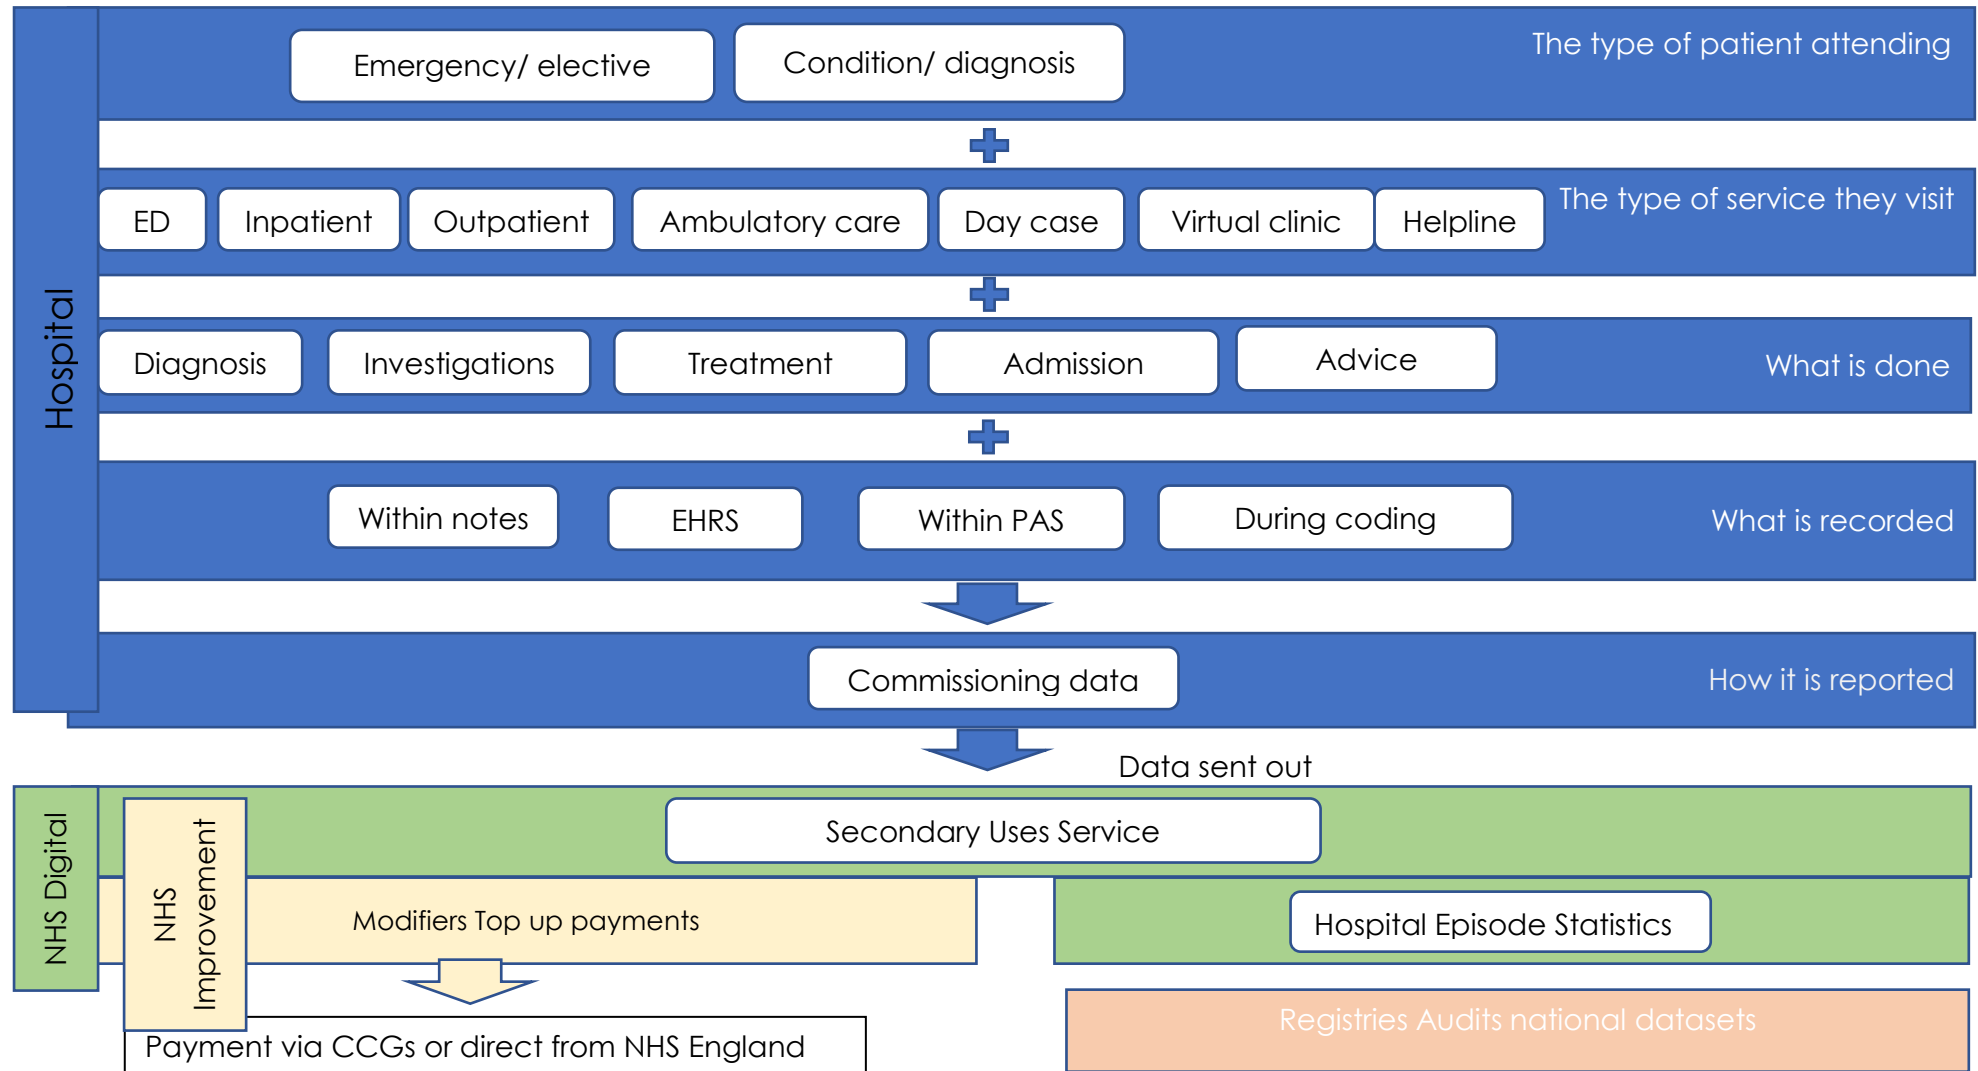 The type of patient attending
Emergency/ elective
Condition/ diagnosis
The type of service they visit
ED
Inpatient
Outpatient
Ambulatory care
Day case
Virtual clinic
Helpline
Hospital
Diagnosis
Investigations
Treatment
Admission
Advice
What is done
Within notes
EHRS
Within PAS
During coding
What is recorded
Commissioning data
How it is reported
Data sent out
NHS Digital
NHS
Improvement
Secondary Uses Service
Modifiers Top up payments
Hospital Episode Statistics
Payment via CCGs or direct from NHS England
Registries Audits national datasets